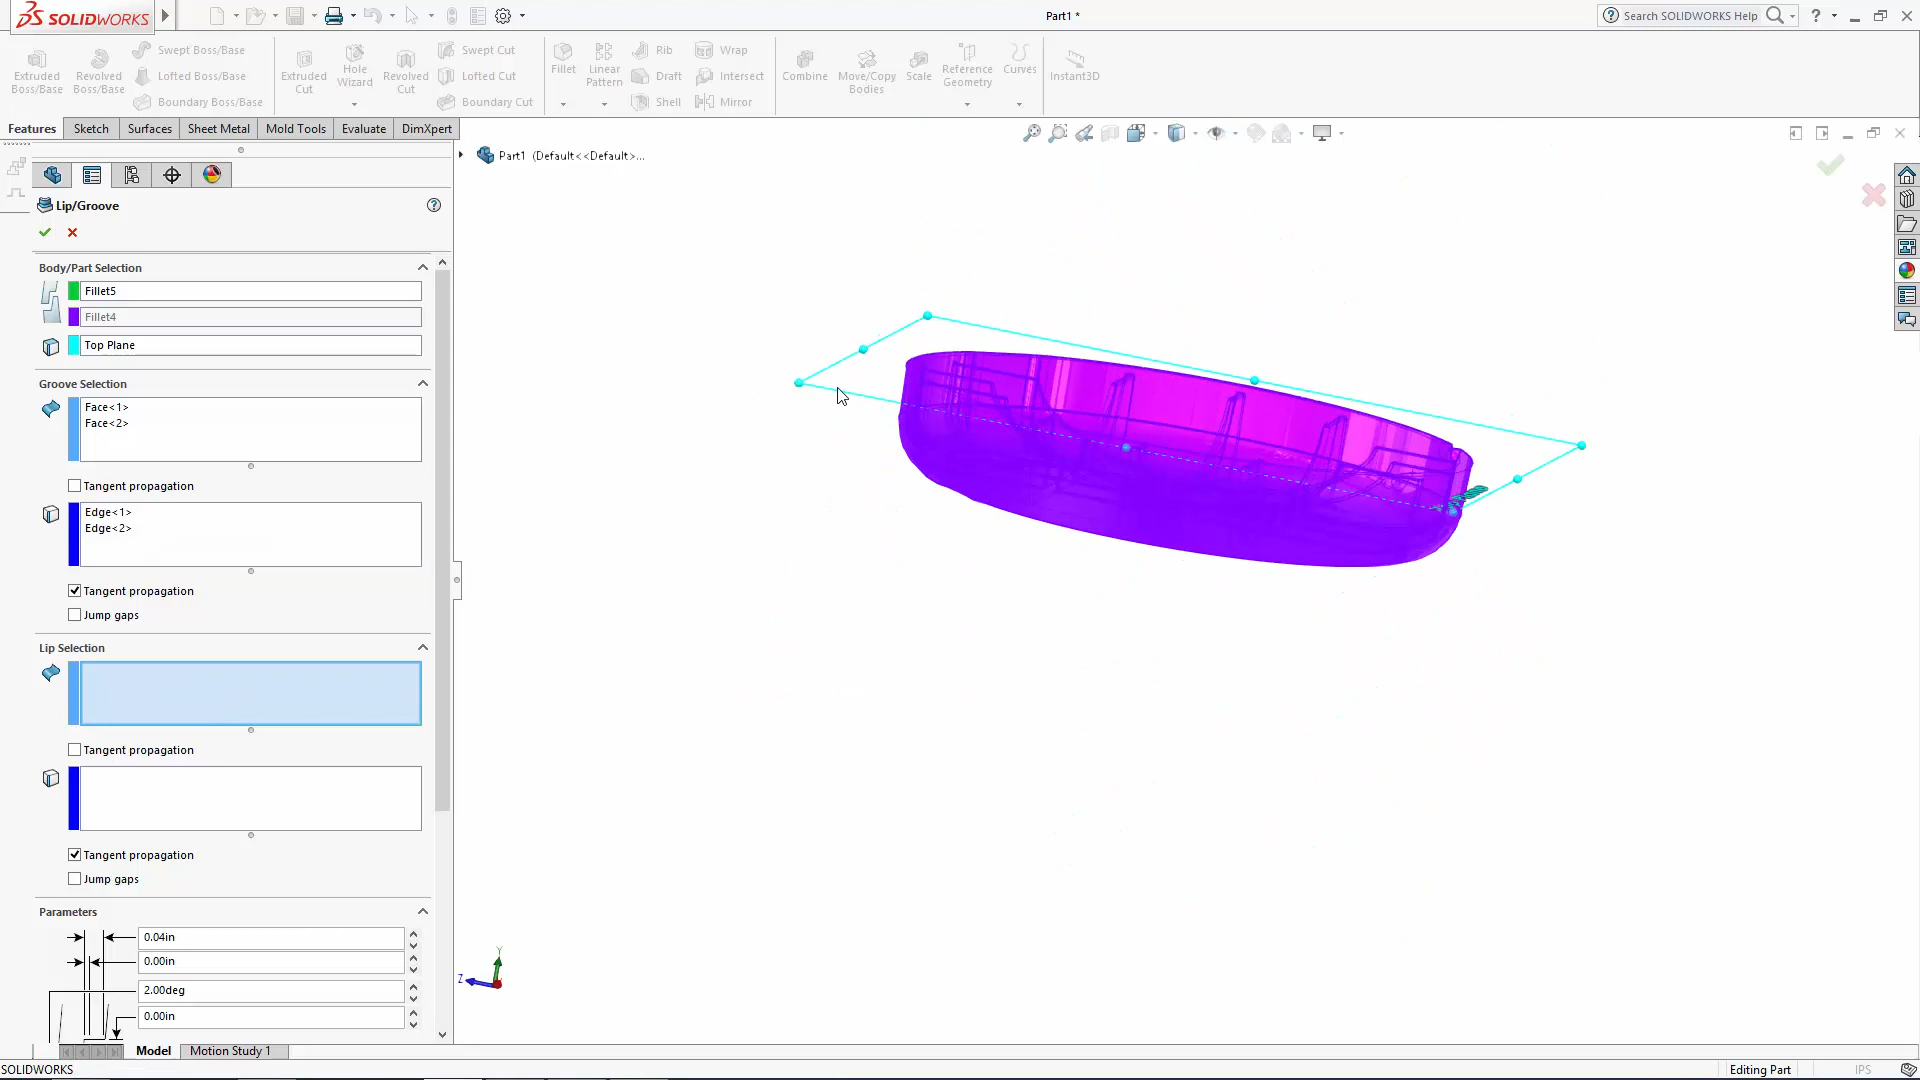 SOLIDWORKS
Part1 *
Search SOLIDWORKS Help
Extruded Boss/Base
Revolved Boss/Base
Swept Boss/Base
Lofted Boss/Base
Boundary Boss/Base
Extruded Cut
Hole Wizard
Revolved Cut
Swept Cut
Lofted Cut
Boundary Cut
Fillet
Linear Pattern
Rib
Draft
Shell
Wrap
Intersect
Mirror
Combine
Move/Copy Bodies
Scale
Reference Geometry
Curves
Instant3D
Features
Sketch
Surfaces
Sheet Metal
Mold Tools
Evaluate
DimXpert
Part1 (Default<<Default>...
Lip/Groove
Body/Part Selection
Fillet5
Fillet4
Top Plane
Groove Selection
Face<1>
Face<2>
Tangent propagation
Edge<1>
Edge<2>
Tangent propagation
Jump gaps
Lip Selection
Tangent propagation
Tangent propagation
Jump gaps
Parameters
0.04in
0.00in
2.00deg
0.00in
Y
Z
Model
Motion Study 1
SOLIDWORKS
Editing Part
IPS